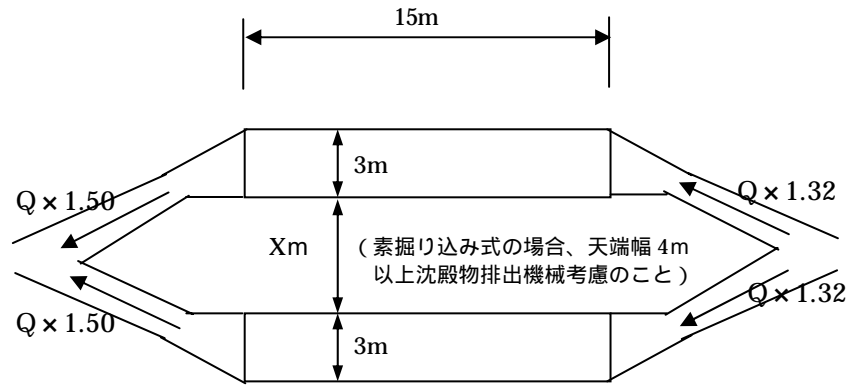 15m
3m
Q × 1.50
Q × 1.32
Xm
（素掘り込み式の場合、天端幅 4m
以上沈殿物排出機械考慮のこと）
Q × 1.50
Q × 1.32
3m